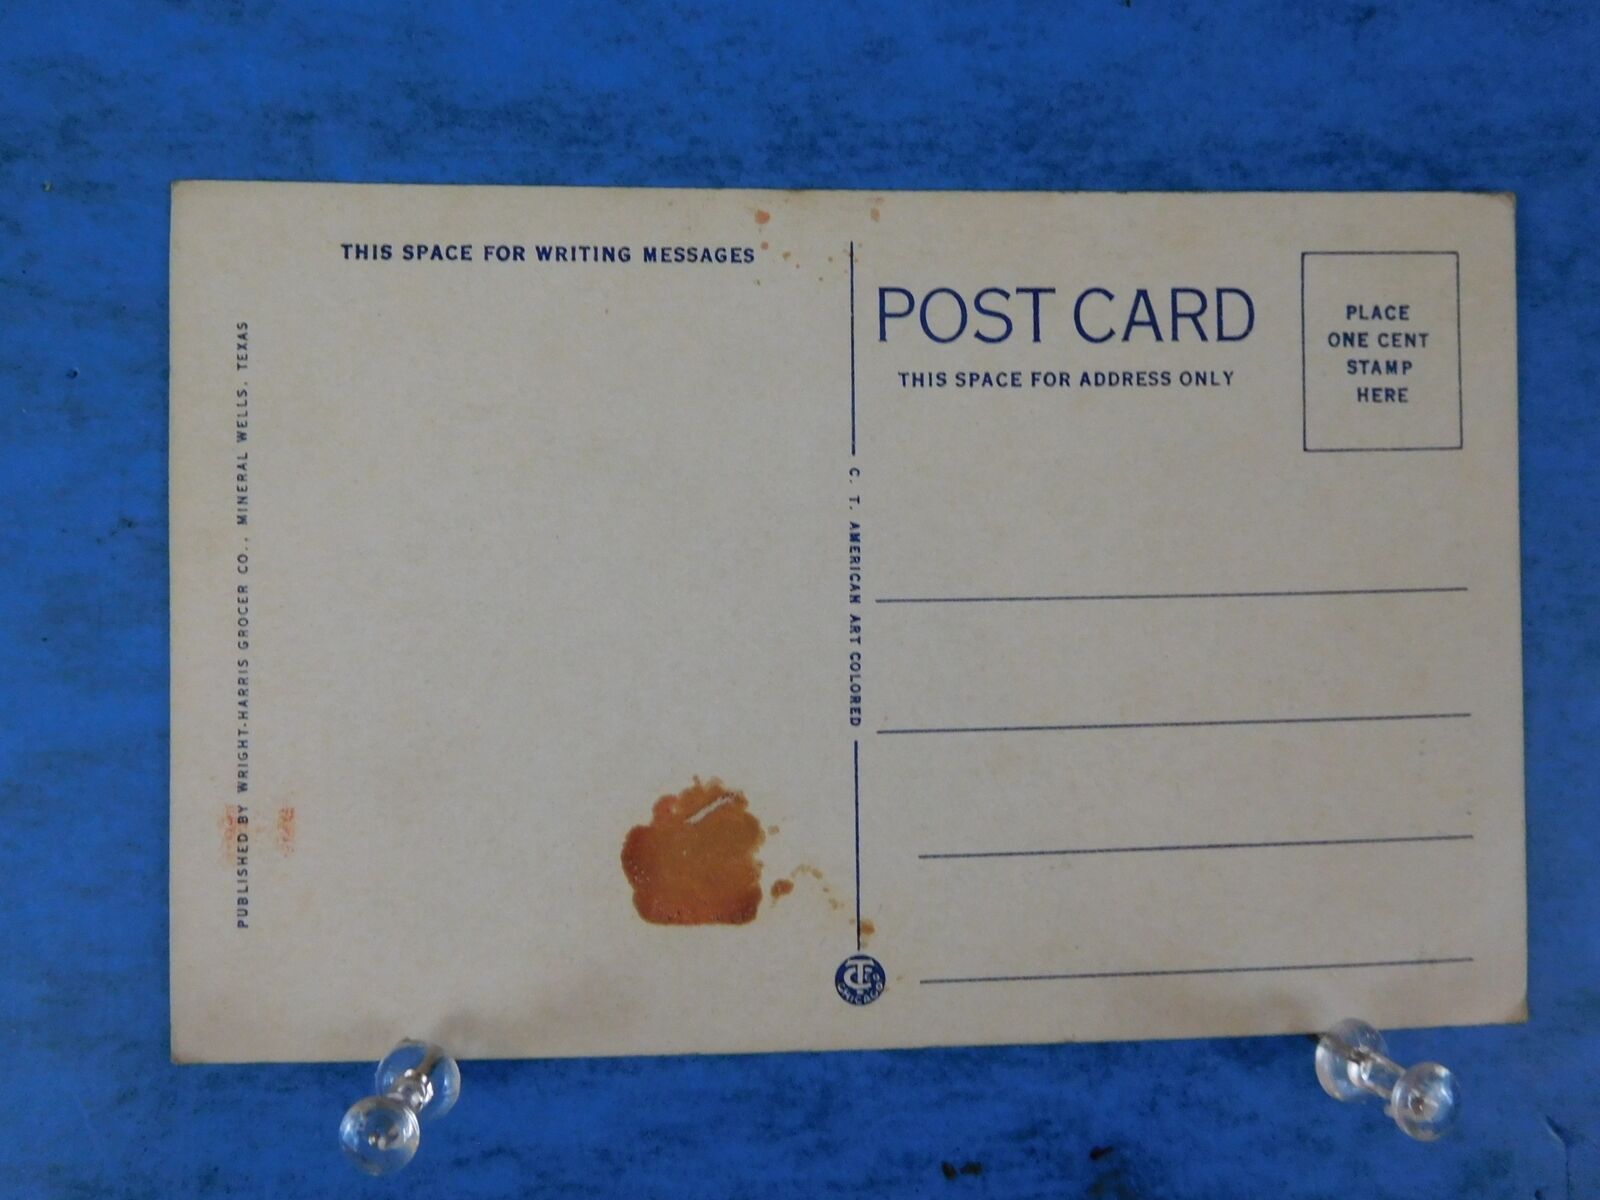 THIS SPACE FOR WRITING MESSAGES
PUBLISHED BY WRIGHT-HARRIS GROCER CO., MINERAL WELLS, TEXAS
C. T. AMERICAN ART COLORED
CT CHICAGO
POST CARD
THIS SPACE FOR ADDRESS ONLY
PLACE
ONE CENT
STAMP
HERE